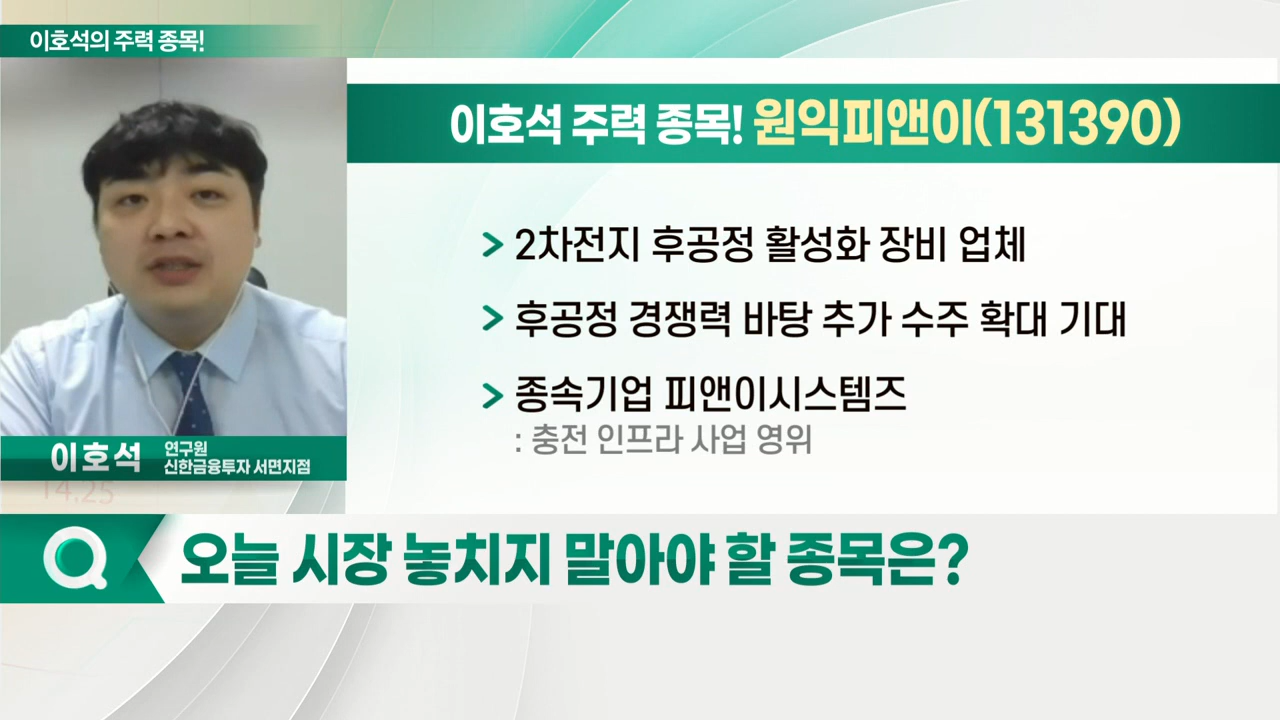 이호석의 주력 종목!
이호석 주력 종목! 원익피앤이(131390)
> 2차전지 후공정 활성화 장비 업체
> 후공정 경쟁력 바탕 추가 수주 확대 기대
> 종속기업 피앤이시스템즈
: 충전 인프라 사업 영위
이호석 연구원
신한금융투자 서면지점
14:25
Q 오늘 시장 놓치지 말아야 할 종목은?